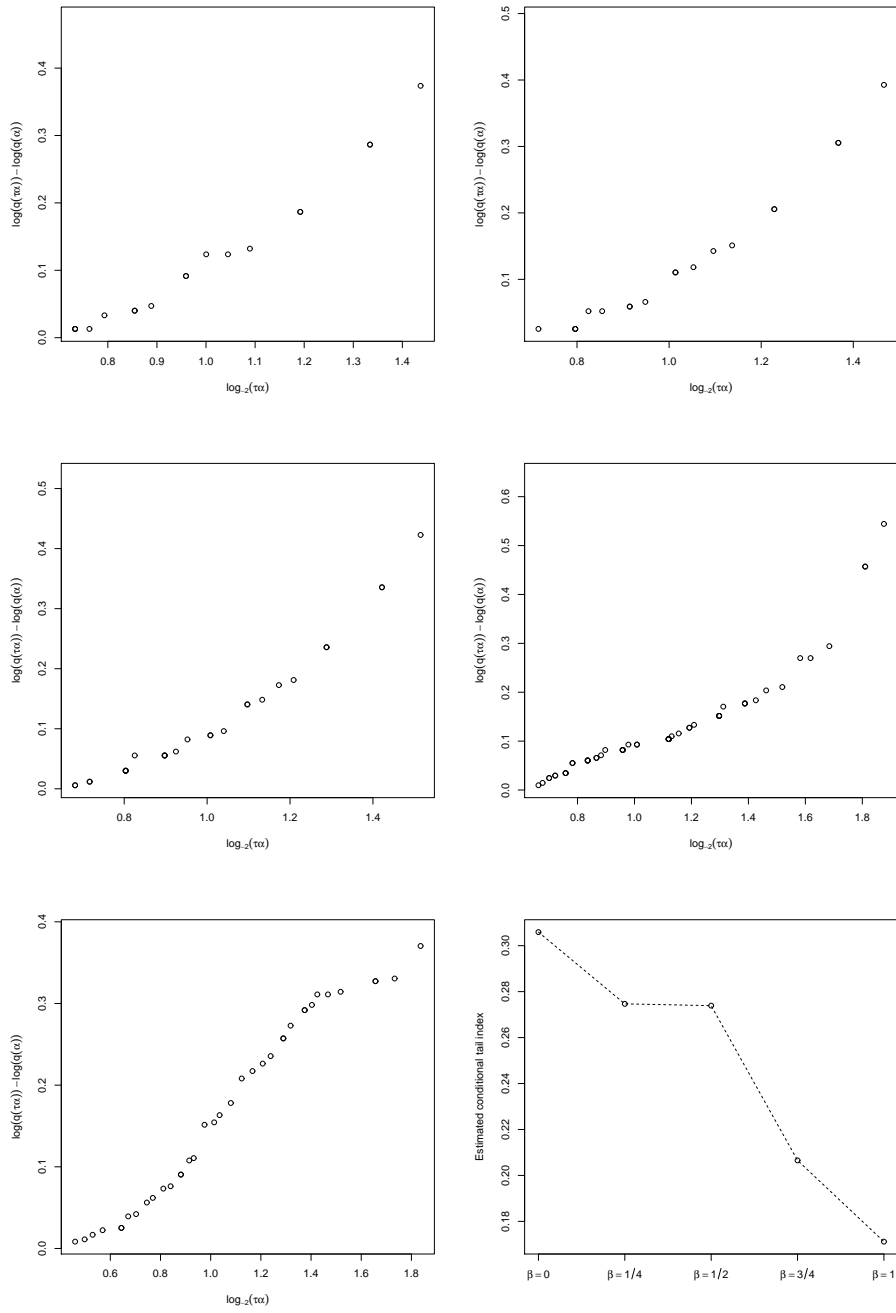 log(q(τα)) − log(q(α))
0.0 0.1 0.2 0.3 0.4
0.8 0.9 1.0 1.1 1.2 1.3 1.4
log₋₂(τα)
log(q(τα)) − log(q(α))
0.1 0.2 0.3 0.4 0.5
0.8 1.0 1.2 1.4
log₋₂(τα)
log(q(τα)) − log(q(α))
0.0 0.1 0.2 0.3 0.4 0.5
0.8 1.0 1.2 1.4
log₋₂(τα)
log(q(τα)) − log(q(α))
0.0 0.1 0.2 0.3 0.4 0.5 0.6
0.8 1.0 1.2 1.4 1.6 1.8
log₋₂(τα)
log(q(τα)) − log(q(α))
0.0 0.1 0.2 0.3 0.4
0.6 0.8 1.0 1.2 1.4 1.6 1.8
log₋₂(τα)
Estimated conditional tail index
0.18 0.20 0.22 0.24 0.26 0.28 0.30
β = 0 β = 1/4 β = 1/2 β = 3/4 β = 1